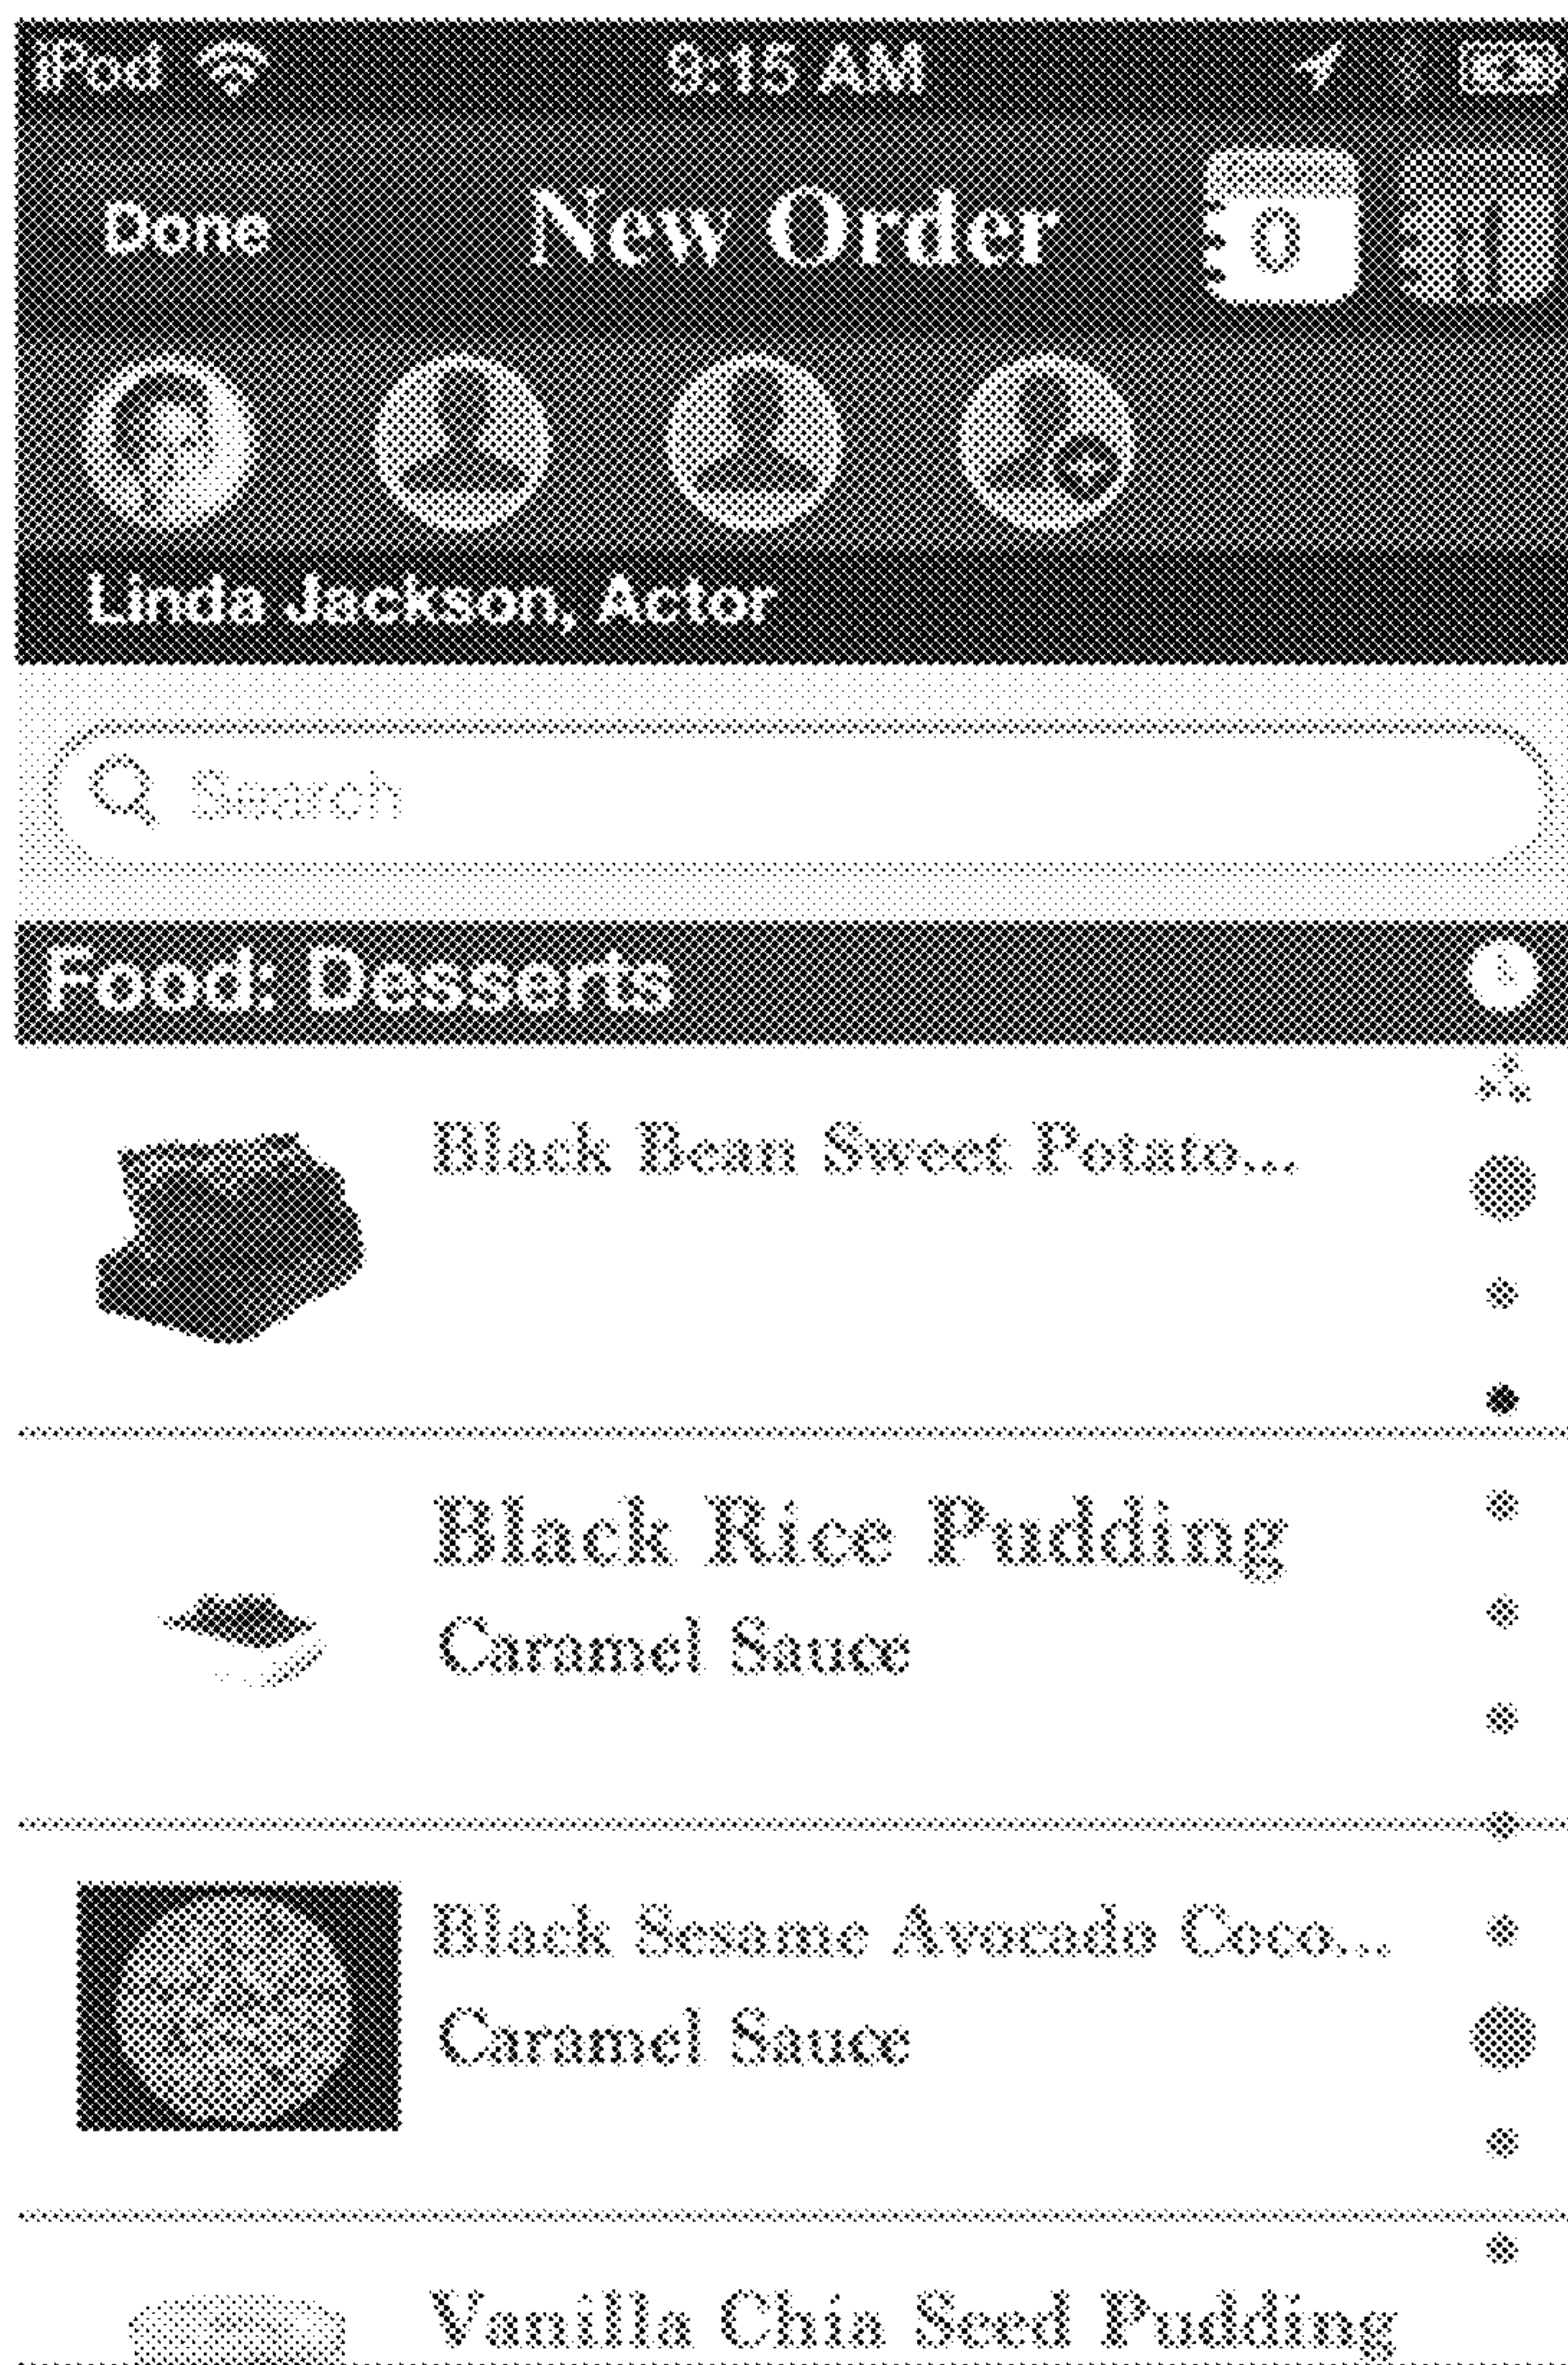 iPod 9:15 AM
Done New Order 0
Linda Jackson, Actor
Search
Food: Desserts
A
Black Bean Sweet Potato...
Black Rice Pudding
Caramel Sauce
Black Sesame Avocado Coco...
Caramel Sauce
Vanilla Chia Seed Pudding